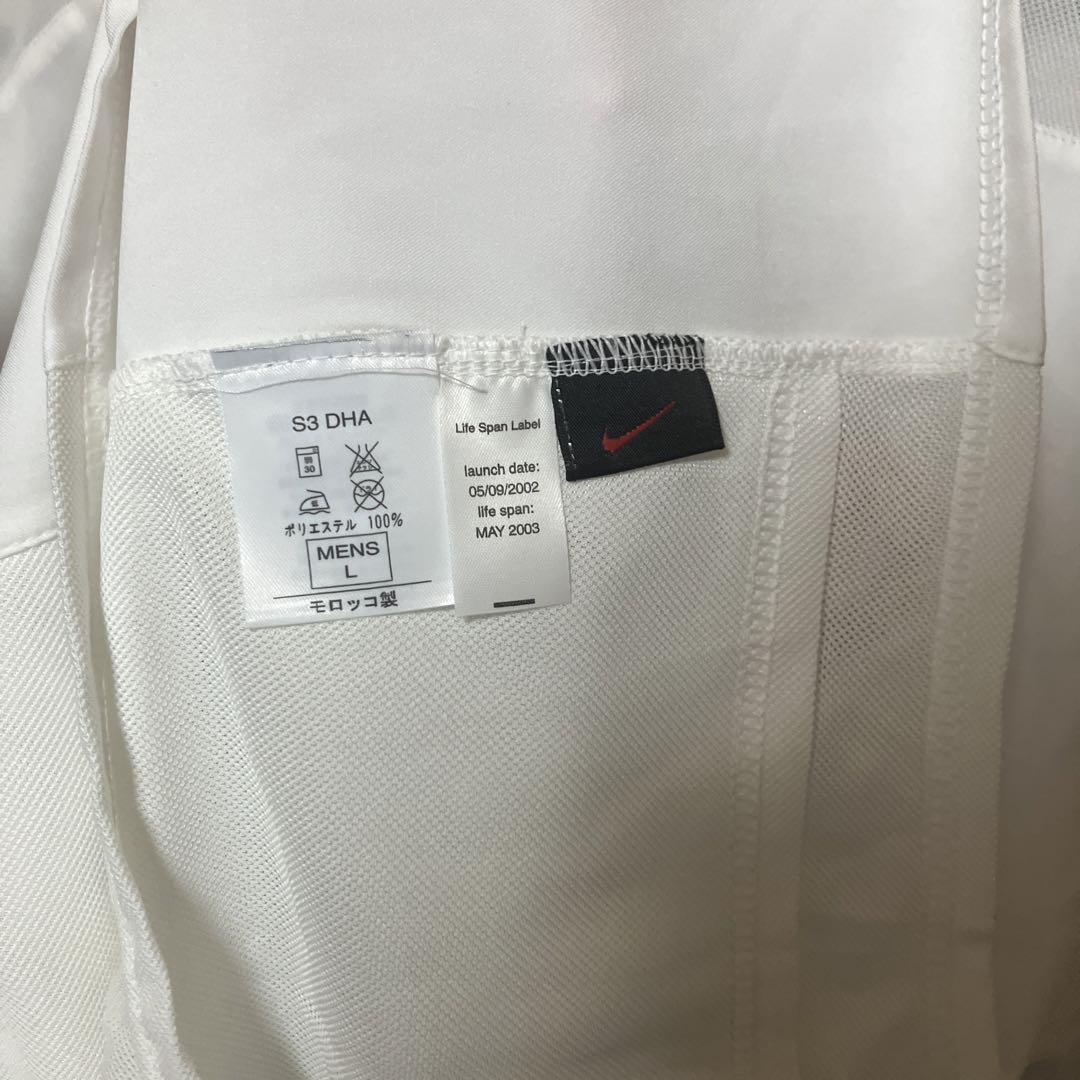 S3 DHA
30
ポリエステル 100%
MENS
L
モロッコ製
Life Span Label
launch date:
05/09/2002
life span:
MAY 2003